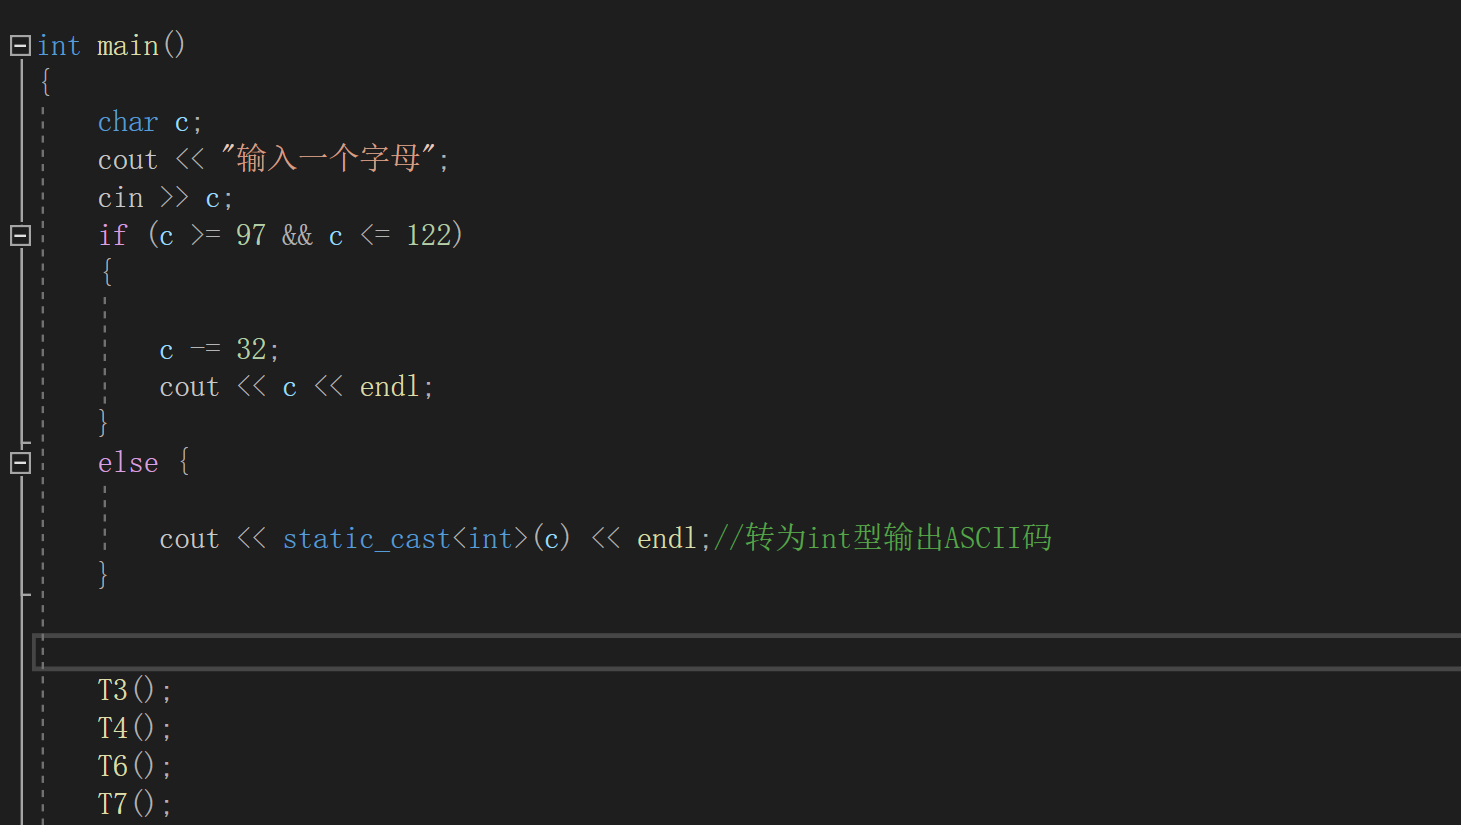 int main()
{
char c;
cout << "输入一个字母";
cin >> c;
if (c >= 97 && c <= 122)
{
c -= 32;
cout << c << endl;
}
else {
cout << static_cast<int>(c) << endl;//转为int型输出ASCII码
}
T3();
T4();
T6();
T7();